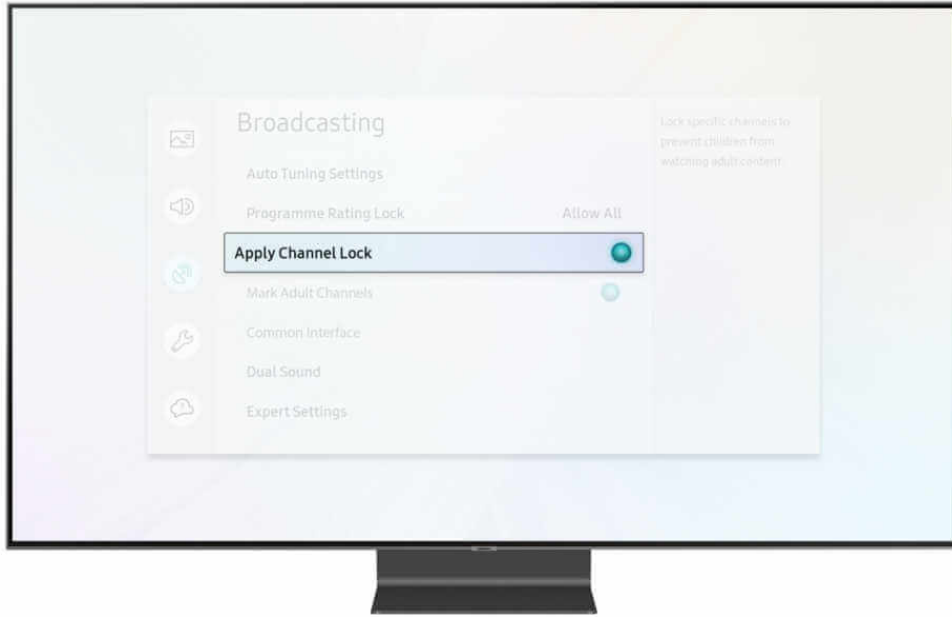 Broadcasting
Auto Tuning Settings
Programme Rating Lock Allow All
Apply Channel Lock
Mark Adult Channels
Common Interface
Dual Sound
Expert Settings
Lock specific channels to
prevent children from
watching adult content.